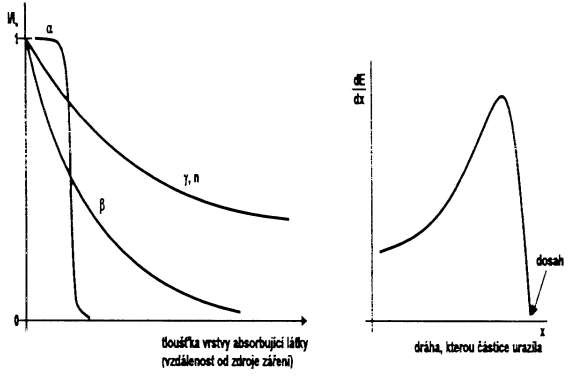 I/I₀
1
α
γ, n
β
0
tloušťka vrstvy absorbující látky
(vzdálenost od zdroje záření)
dE
dx
dosah
x
dráha, kterou částice urazila